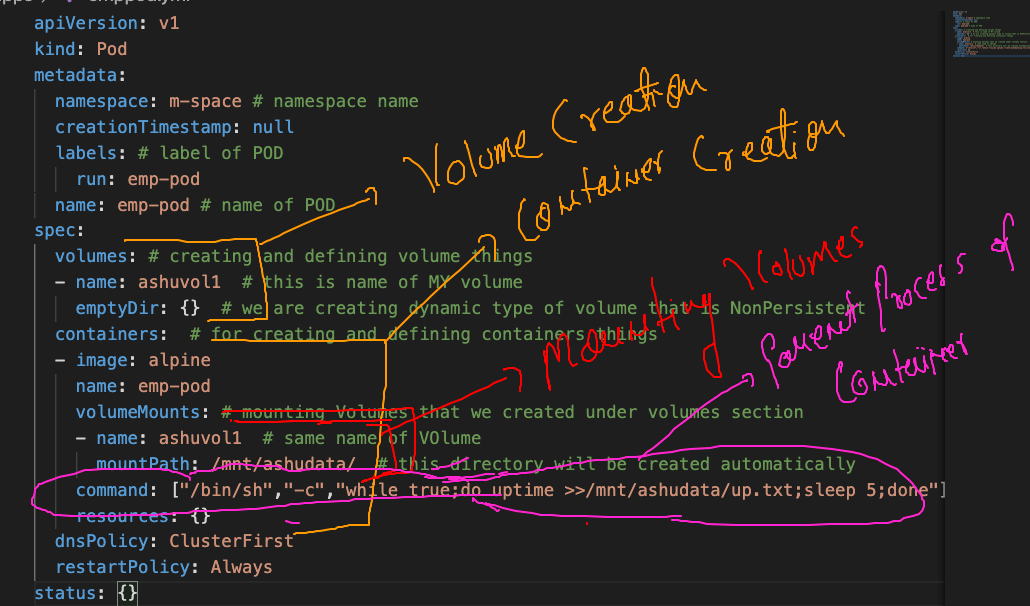 apiVersion: v1
kind: Pod
metadata:
  namespace: m-space # namespace name
  creationTimestamp: null
  labels: # label of POD
    run: emp-pod
  name: emp-pod # name of POD
spec:
  volumes: # creating and defining volume things
  - name: ashuvol1  # this is name of MY volume
    emptyDir: {}  # we are creating dynamic type of volume that is NonPersistent
  containers:  # for creating and defining containers things
  - image: alpine
    name: emp-pod
    volumeMounts: # mounting Volumes that we created under volumes section
    - name: ashuvol1  # same name of VOlume
      mountPath: /mnt/ashudata/  # this directory will be created automatically
    command: ["/bin/sh","-c","while true;do uptime >>/mnt/ashudata/up.txt;sleep 5;done"]
    resources: {}
  dnsPolicy: ClusterFirst
  restartPolicy: Always
status: {}
Volume Creation
Container Creation
Mounting Volumes
Parent Process of
Container